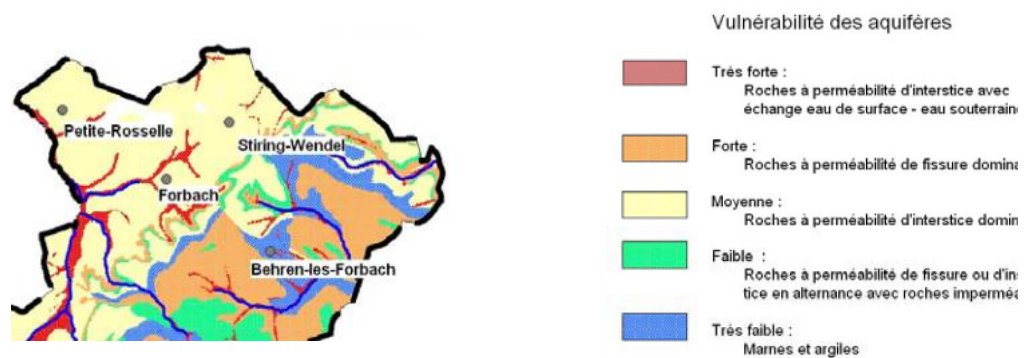 Vulnérabilité des aquifères
Très forte :
Roches à perméabilité d'interstice avec
échange eau de surface - eau souterraine
Forte :
Roches à perméabilité de fissure domina
Moyenne :
Roches à perméabilité d'interstice domin
Faible :
Roches à perméabilité de fissure ou d'ins
tice en alternance avec roches imperméa
Très faible :
Marnes et argiles
Petite-Rosselle
Stiring-Wendel
Forbach
Behren-les-Forbach